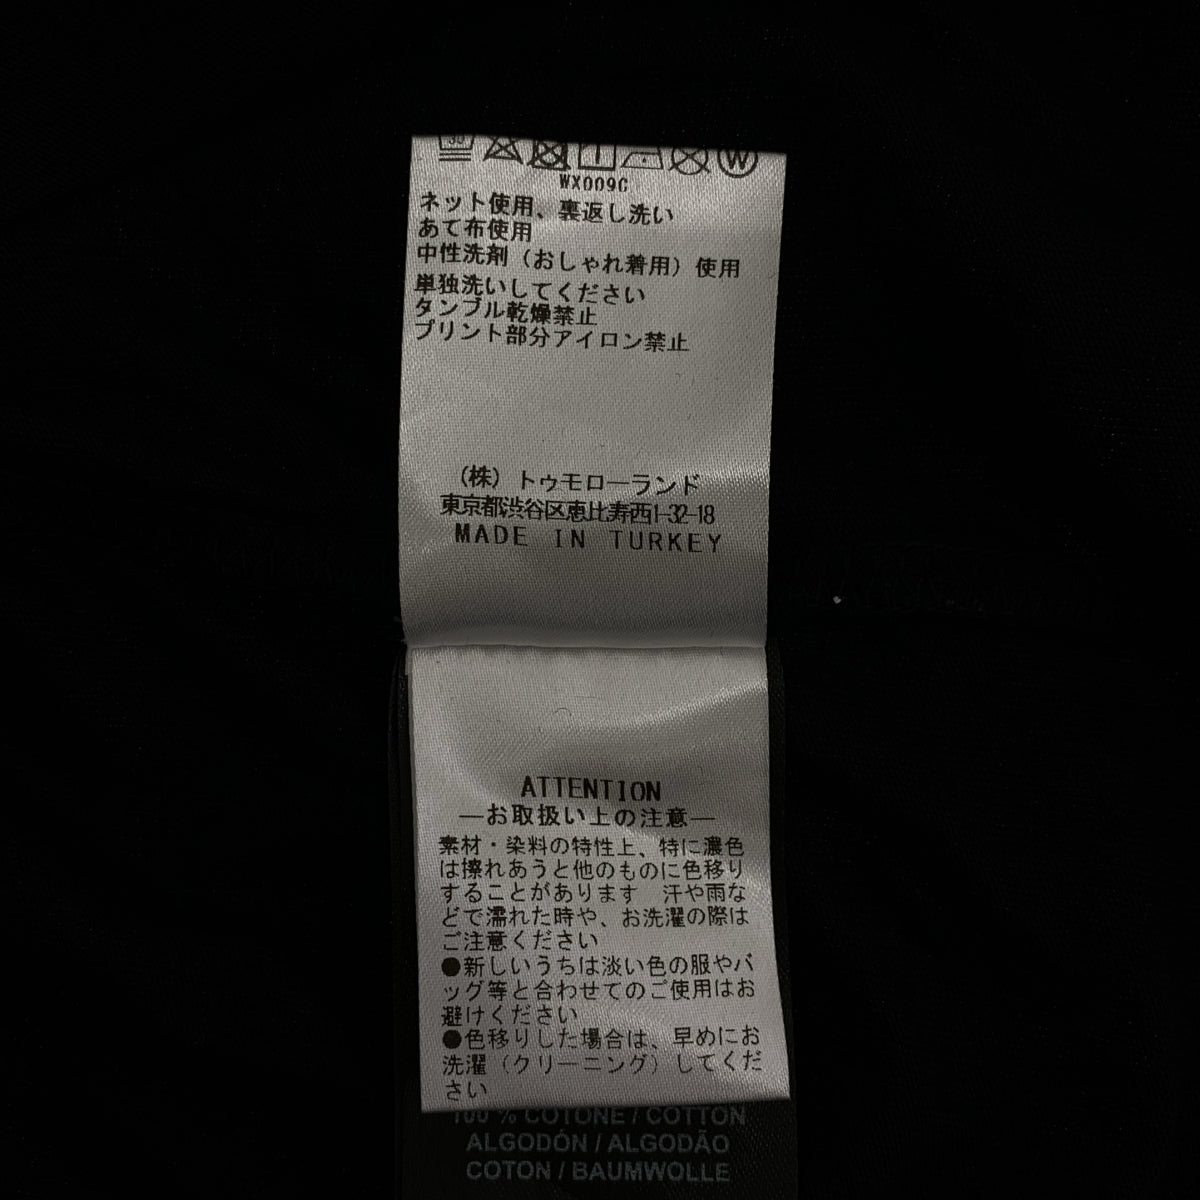 30
W
WX009G
ネット使用、裏返し洗い
あて布使用
中性洗剤（おしゃれ着用）使用
単独洗いしてください
タンブル乾燥禁止
プリント部分アイロン禁止
（株）トゥモローランド
東京都渋谷区恵比寿西1-32-18
MADE IN TURKEY
ATTENTION
―お取扱い上の注意―
素材・染料の特性上、特に濃色
は擦れあうと他のものに色移り
することがあります 汗や雨な
どで濡れた時や、お洗濯の際は
ご注意ください
●新しいうちは淡い色の服やバ
ッグ等と合わせてのご使用はお
避けください
●色移りした場合は、早めにお
洗濯（クリーニング）してくだ
さい
100 % COTONE / COTTON
ALGODÓN / ALGODÃO
COTON / BAUMWOLLE